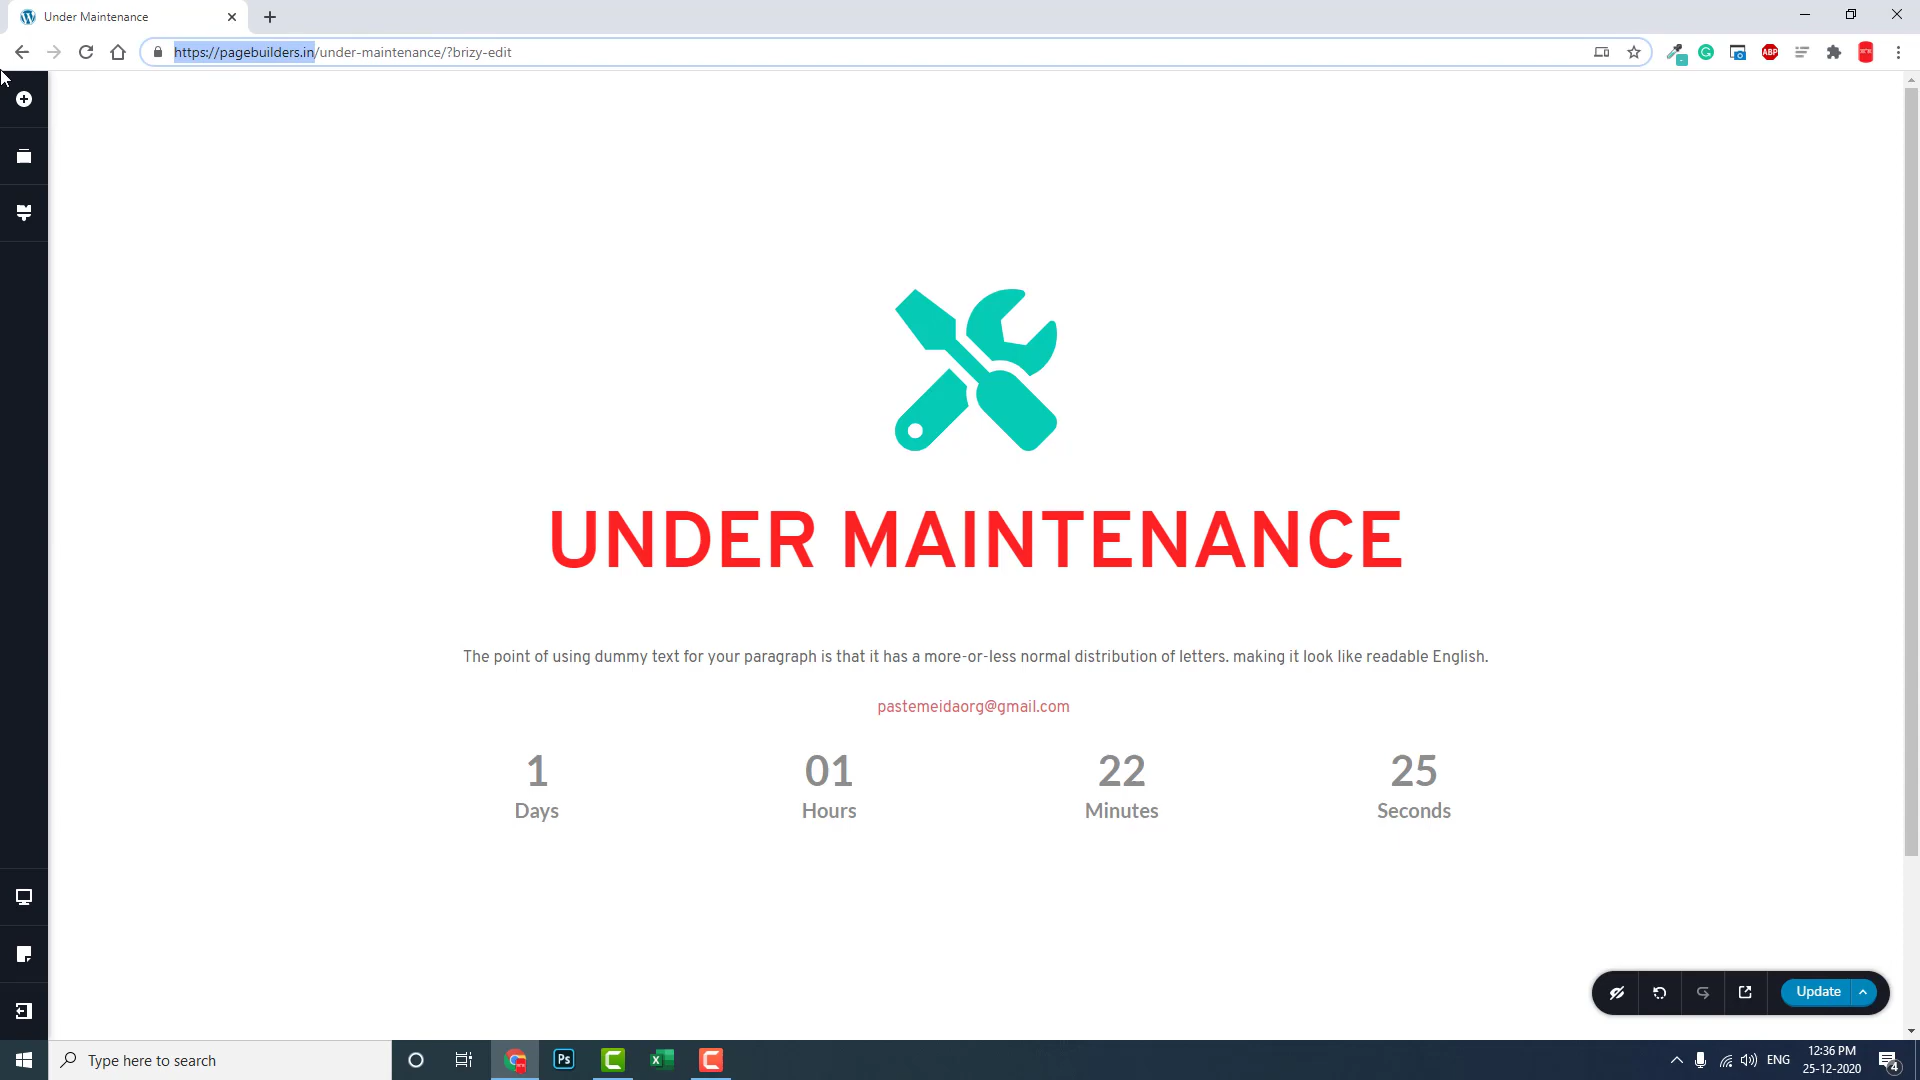 Under Maintenance
https://pagebuilders.in/under-maintenance/?brizy-edit
ABP
UNDER MAINTENANCE
The point of using dummy text for your paragraph is that it has a more-or-less normal distribution of letters. making it look like readable English.
pastemeidaorg@gmail.com
1 01 22 25
Days Hours Minutes Seconds
Update
Type here to search
Ps
ENG
12:36 PM
25-12-2020
4